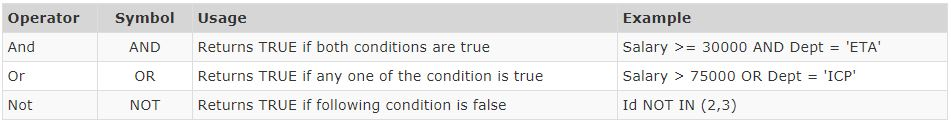 Operator Symbol Usage Example
And AND Returns TRUE if both conditions are true Salary >= 30000 AND Dept = 'ETA'
Or OR Returns TRUE if any one of the condition is true Salary > 75000 OR Dept = 'ICP'
Not NOT Returns TRUE if following condition is false Id NOT IN (2,3)